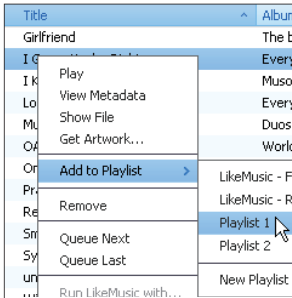 Title
Albu
Girlfriend
The b
Every
Play
Muso
View Metadata
Every
Show File
Duos
Get Artwork...
Worl
Add to Playlist
LikeMusic - F
LikeMusic - R
Remove
Playlist 1
Queue Next
Playlist 2
Queue Last
New Playlist
Run LikeMusic with...